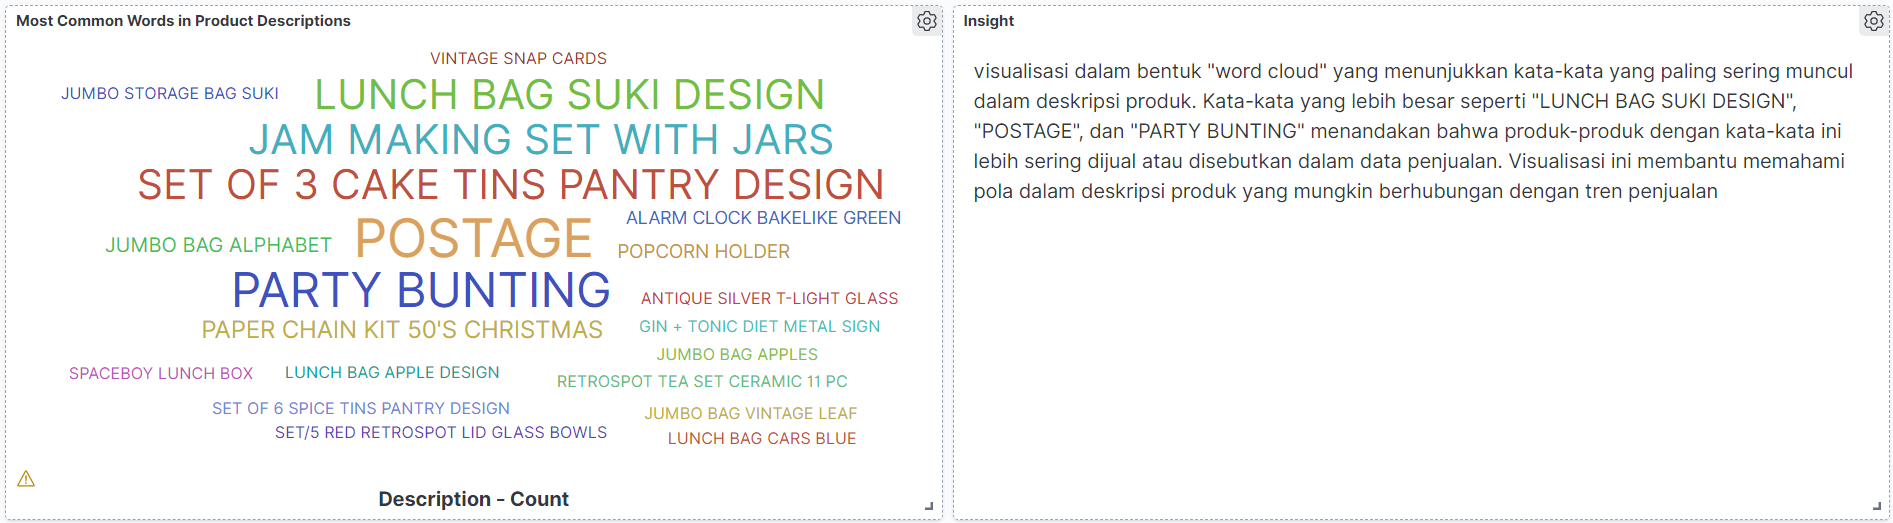 Most Common Words in Product Descriptions
VINTAGE SNAP CARDS
JUMBO STORAGE BAG SUKI
LUNCH BAG SUKI DESIGN
JAM MAKING SET WITH JARS
SET OF 3 CAKE TINS PANTRY DESIGN
ALARM CLOCK BAKELIKE GREEN
JUMBO BAG ALPHABET
POSTAGE
POPCORN HOLDER
PARTY BUNTING
ANTIQUE SILVER T-LIGHT GLASS
PAPER CHAIN KIT 50'S CHRISTMAS
GIN + TONIC DIET METAL SIGN
JUMBO BAG APPLES
SPACEBOY LUNCH BOX
LUNCH BAG APPLE DESIGN
RETROSPOT TEA SET CERAMIC 11 PC
SET OF 6 SPICE TINS PANTRY DESIGN
JUMBO BAG VINTAGE LEAF
SET/5 RED RETROSPOT LID GLASS BOWLS
LUNCH BAG CARS BLUE
Description - Count
Insight
visualisasi dalam bentuk "word cloud" yang menunjukkan kata-kata yang paling sering muncul
dalam deskripsi produk. Kata-kata yang lebih besar seperti "LUNCH BAG SUKI DESIGN",
"POSTAGE", dan "PARTY BUNTING" menandakan bahwa produk-produk dengan kata-kata ini
lebih sering dijual atau disebutkan dalam data penjualan. Visualisasi ini membantu memahami
pola dalam deskripsi produk yang mungkin berhubungan dengan tren penjualan